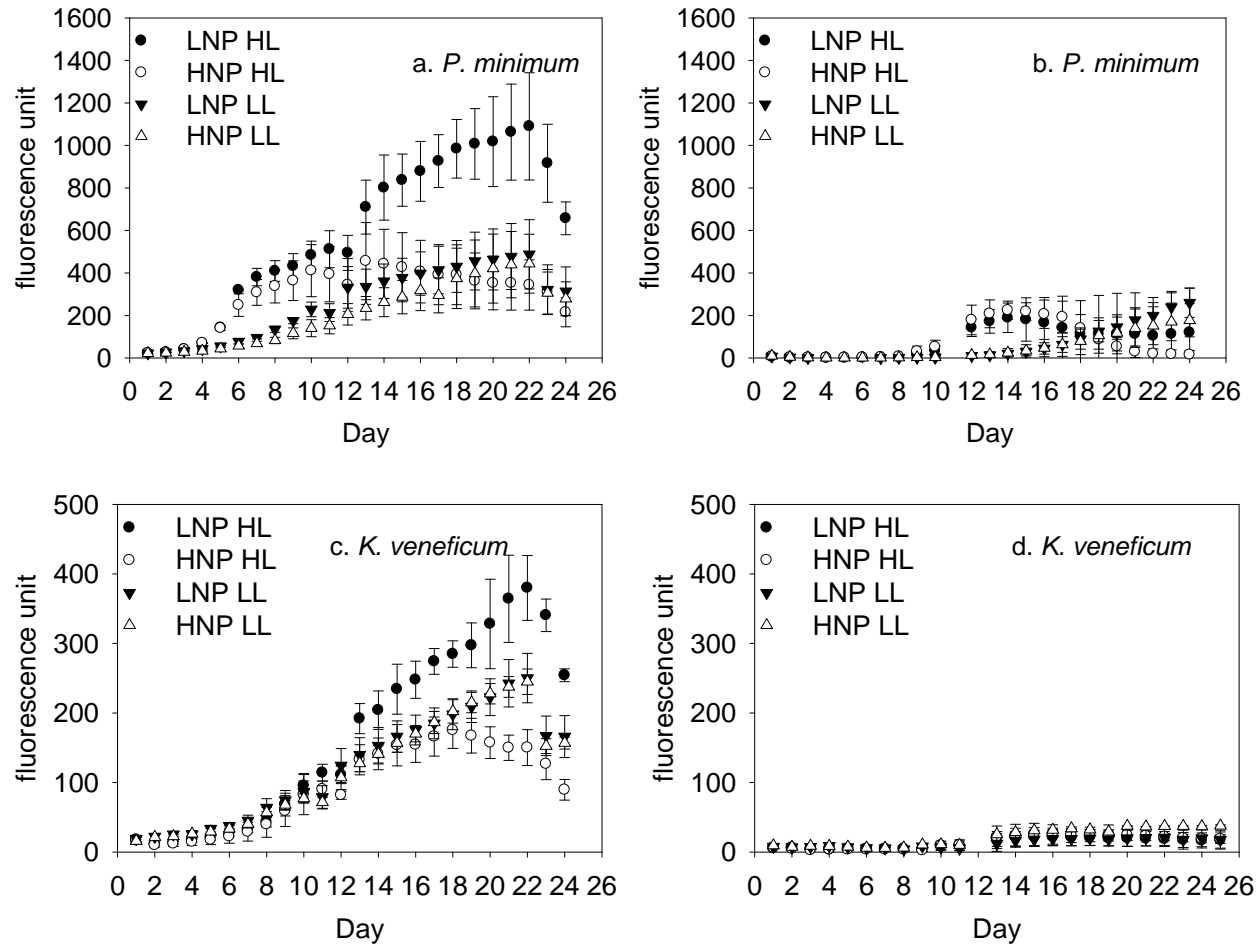 a. P. minimum
fluorescence unit
1600
1400
1200
1000
800
600
400
200
0
LNP HL
HNP HL
LNP LL
HNP LL
0 2 4 6 8 10 12 14 16 18 20 22 24 26
Day
b. P. minimum
fluorescence unit
1600
1400
1200
1000
800
600
400
200
0
LNP HL
HNP HL
LNP LL
HNP LL
0 2 4 6 8 10 12 14 16 18 20 22 24 26
Day
c. K. veneficum
fluorescence unit
500
400
300
200
100
0
LNP HL
HNP HL
LNP LL
HNP LL
0 2 4 6 8 10 12 14 16 18 20 22 24 26
Day
d. K. veneficum
fluorescence unit
500
400
300
200
100
0
LNP HL
HNP HL
LNP LL
HNP LL
0 2 4 6 8 10 12 14 16 18 20 22 24 26
Day